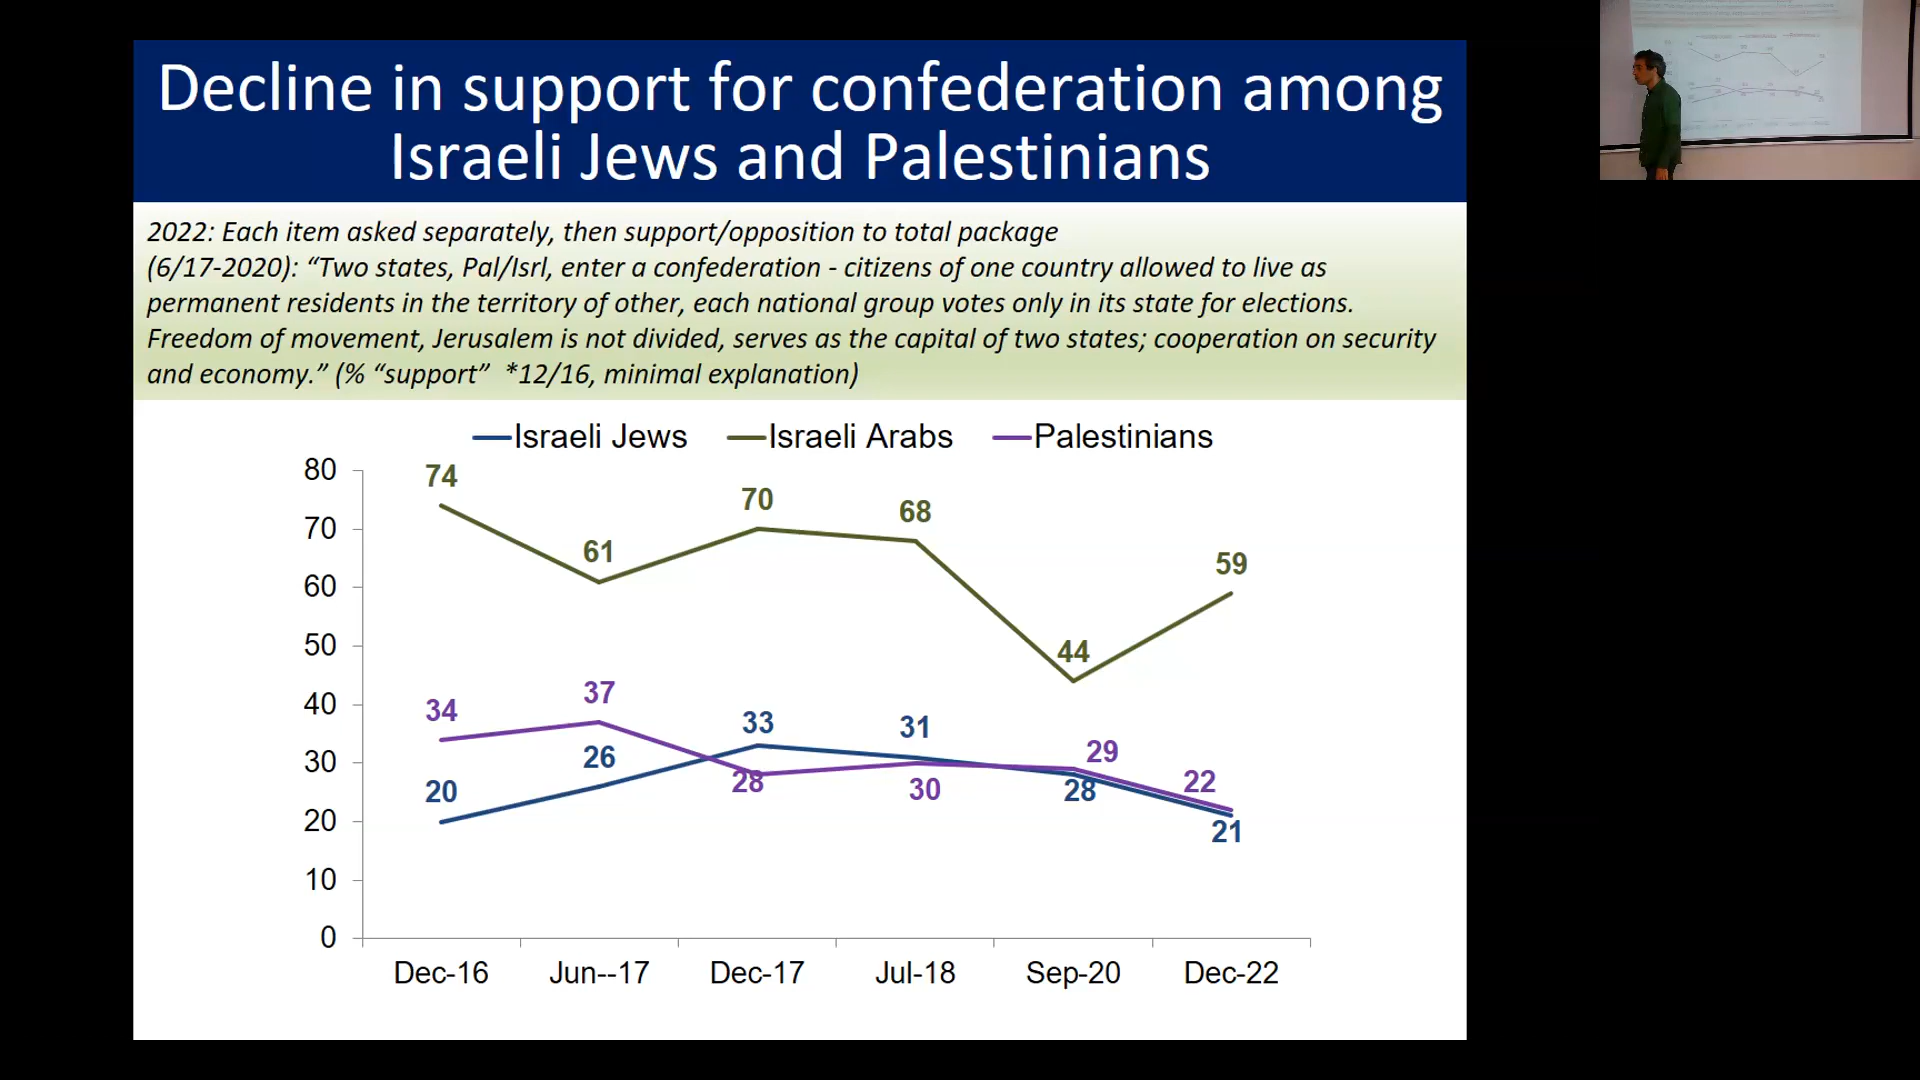 Decline in support for confederation among
Israeli Jews and Palestinians
2022: Each item asked separately, then support/opposition to total package
(6/17-2020): “Two states, Pal/Isrl, enter a confederation - citizens of one country allowed to live as
permanent residents in the territory of other, each national group votes only in its state for elections.
Freedom of movement, Jerusalem is not divided, serves as the capital of two states; cooperation on security
and economy.” (% “support” *12/16, minimal explanation)
Israeli Jews Israeli Arabs Palestinians
80
70
60
50
40
30
20
10
0
74 61 70 68 44 59
34 37 28 30 29 22
20 26 33 31 28 21
Dec-16 Jun--17 Dec-17 Jul-18 Sep-20 Dec-22